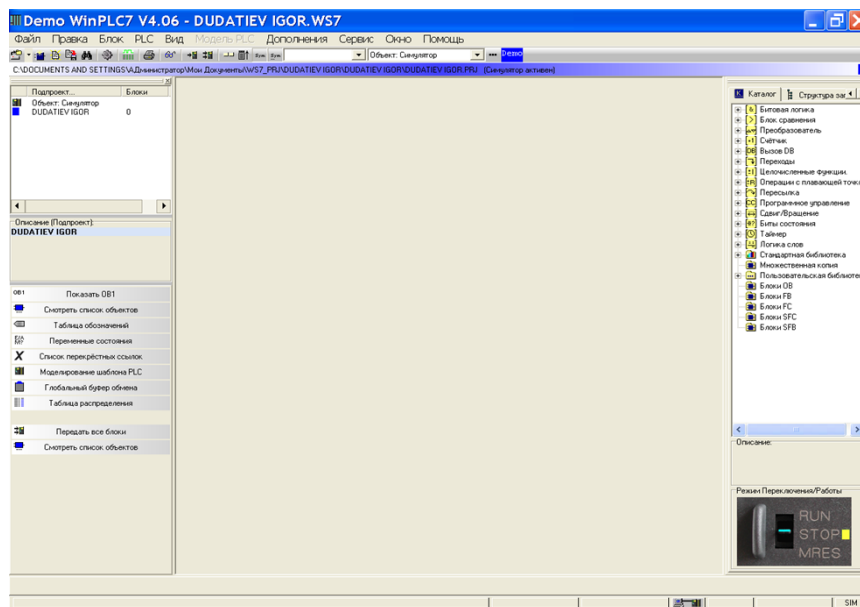 Demo WinPLC7 V4.06 - DUDATIEV IGOR.WS7
Файл Правка Блок PLC Вид Модель PLC Дополнения Сервис Окно Помощь
Объект: Симулятор Demo
C:\DOCUMENTS AND SETTINGS\Администратор\Мои Документы\WS7_PRJ\DUDATIEV IGOR\DUDATIEV IGOR\DUDATIEV IGOR.PRJ (Симулятор активен)
Подпроект... Блоки
Объект: Симулятор
DUDATIEV IGOR 0
Описание (Подпроект):
DUDATIEV IGOR
OB1 Показать OB1
Смотреть список объектов
Таблица обозначений
Переменные состояния
Список перекрёстных ссылок
Моделирование шаблона PLC
Глобальный буфер обмена
Таблица распределения
Передать все блоки
Смотреть список объектов
Каталог Структура заг
Битовая логика
Блок сравнения
Преобразователь
Счётчик
Вызов DB
Переходы
Целочисленные функции
Операции с плавающей точк
Пересылка
Программное управление
Сдвиг/Вращение
Биты состояния
Таймер
Логика слов
Стандартная библиотека
Множественная копия
Пользовательская библиоте
Блоки OB
Блоки FB
Блоки FC
Блоки SFC
Блоки SFB
Описание:
Режим Переключения/Работы
RUN
STOP
MRES
SIM